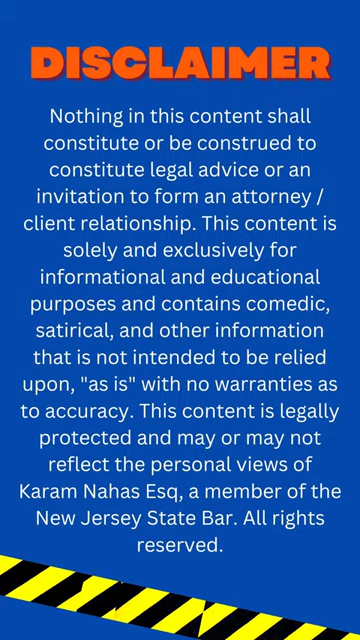 DISCLAIMER
Nothing in this content shall
constitute or be construed to
constitute legal advice or an
invitation to form an attorney /
client relationship. This content is
solely and exclusively for
informational and educational
purposes and contains comedic,
satirical, and other information
that is not intended to be relied
upon, "as is" with no warranties as
to accuracy. This content is legally
protected and may or may not
reflect the personal views of
Karam Nahas Esq, a member of the
New Jersey State Bar. All rights
reserved.